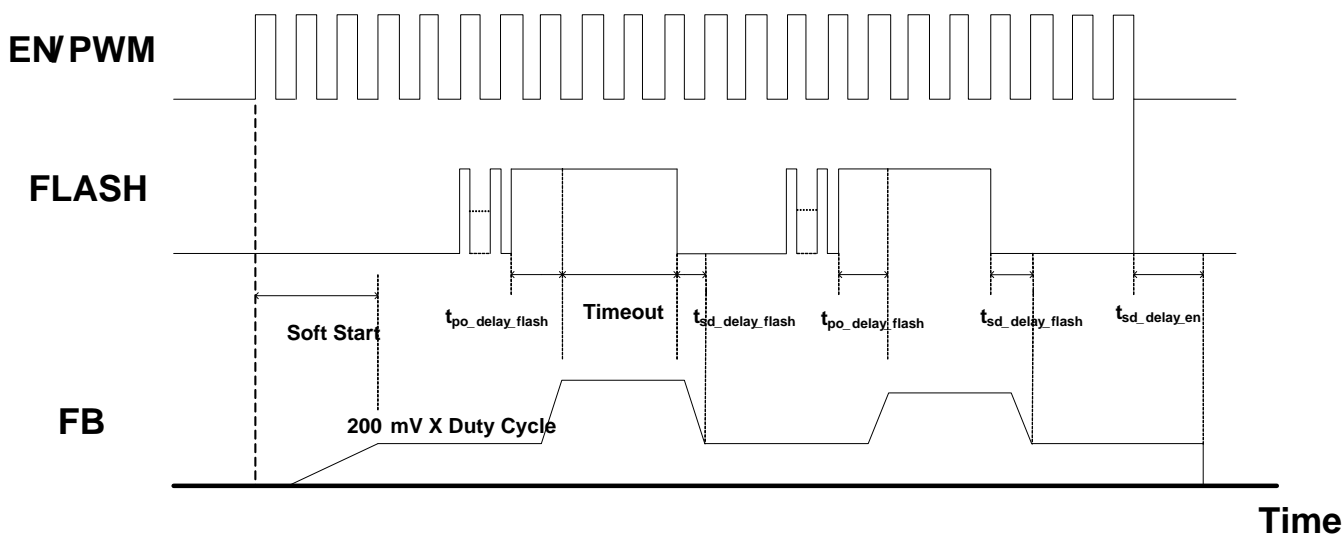 EN/PWM
FLASH
Soft Start
t_po_delay_flash
Timeout
t_sd_delay_flash
t_po_delay_flash
t_sd_delay_flash
t_sd_delay_en
FB
200 mV X Duty Cycle
Time